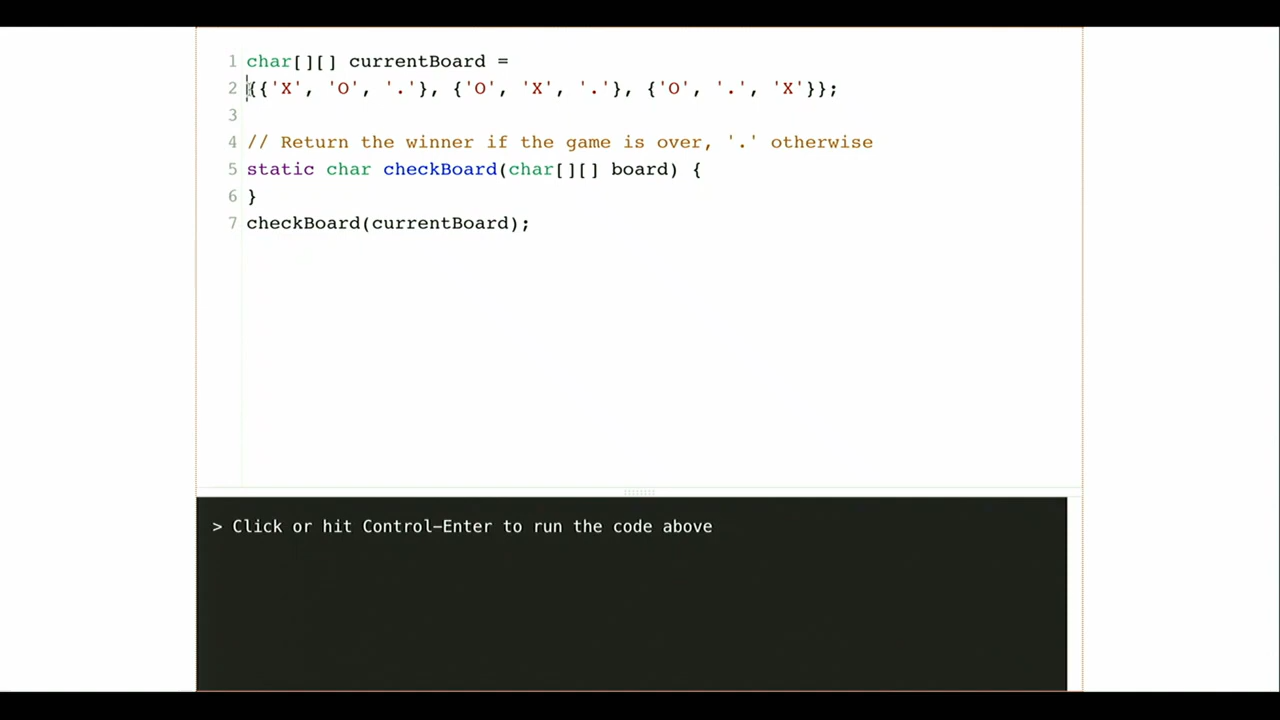 1 char[][] currentBoard =
2 {{'X', 'O', '.'}, {'O', 'X', '.'}, {'O', '.', 'X'}};
3
4 // Return the winner if the game is over, '.' otherwise
5 static char checkBoard(char[][] board) {
6 }
7 checkBoard(currentBoard);
> Click or hit Control-Enter to run the code above